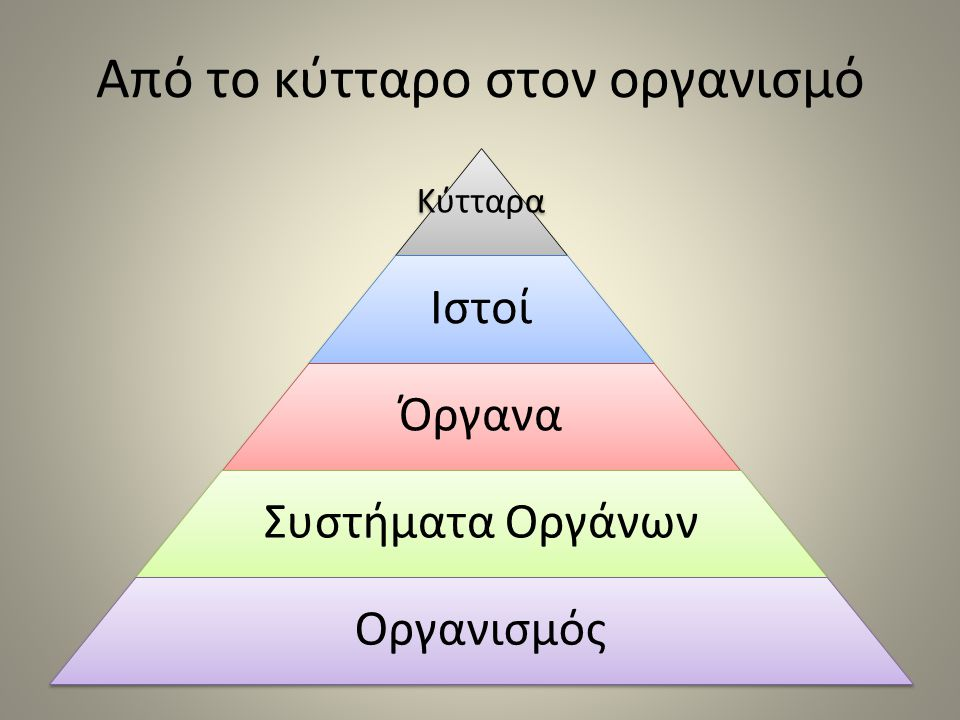 Από το κύτταρο στον οργανισμό
Κύτταρα
Ιστοί
Όργανα
Συστήματα Οργάνων
Οργανισμός